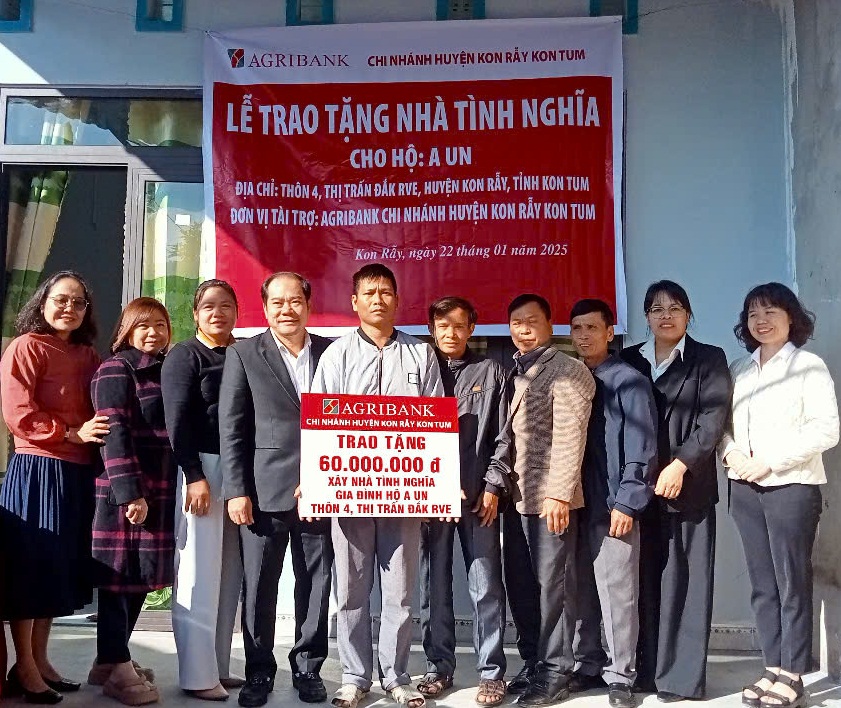 AGRIBANK CHI NHÁNH HUYỆN KON RẪY KON TUM
LỄ TRAO TẶNG NHÀ TÌNH NGHĨA
CHO HỘ: A UN
ĐỊA CHỈ: THÔN 4, THỊ TRẤN ĐẮK RVE, HUYỆN KON RẪY, TỈNH KON TUM
ĐƠN VỊ TÀI TRỢ: AGRIBANK CHI NHÁNH HUYỆN KON RẪY KON TUM
Kon Rẫy, ngày 22 tháng 01 năm 2025
AGRIBANK
CHI NHÁNH HUYỆN KON RẪY KON TUM
TRAO TẶNG
60.000.000 đ
XÂY NHÀ TÌNH NGHĨA
GIA ĐÌNH HỘ A UN
THÔN 4, THỊ TRẤN ĐẮK RVE